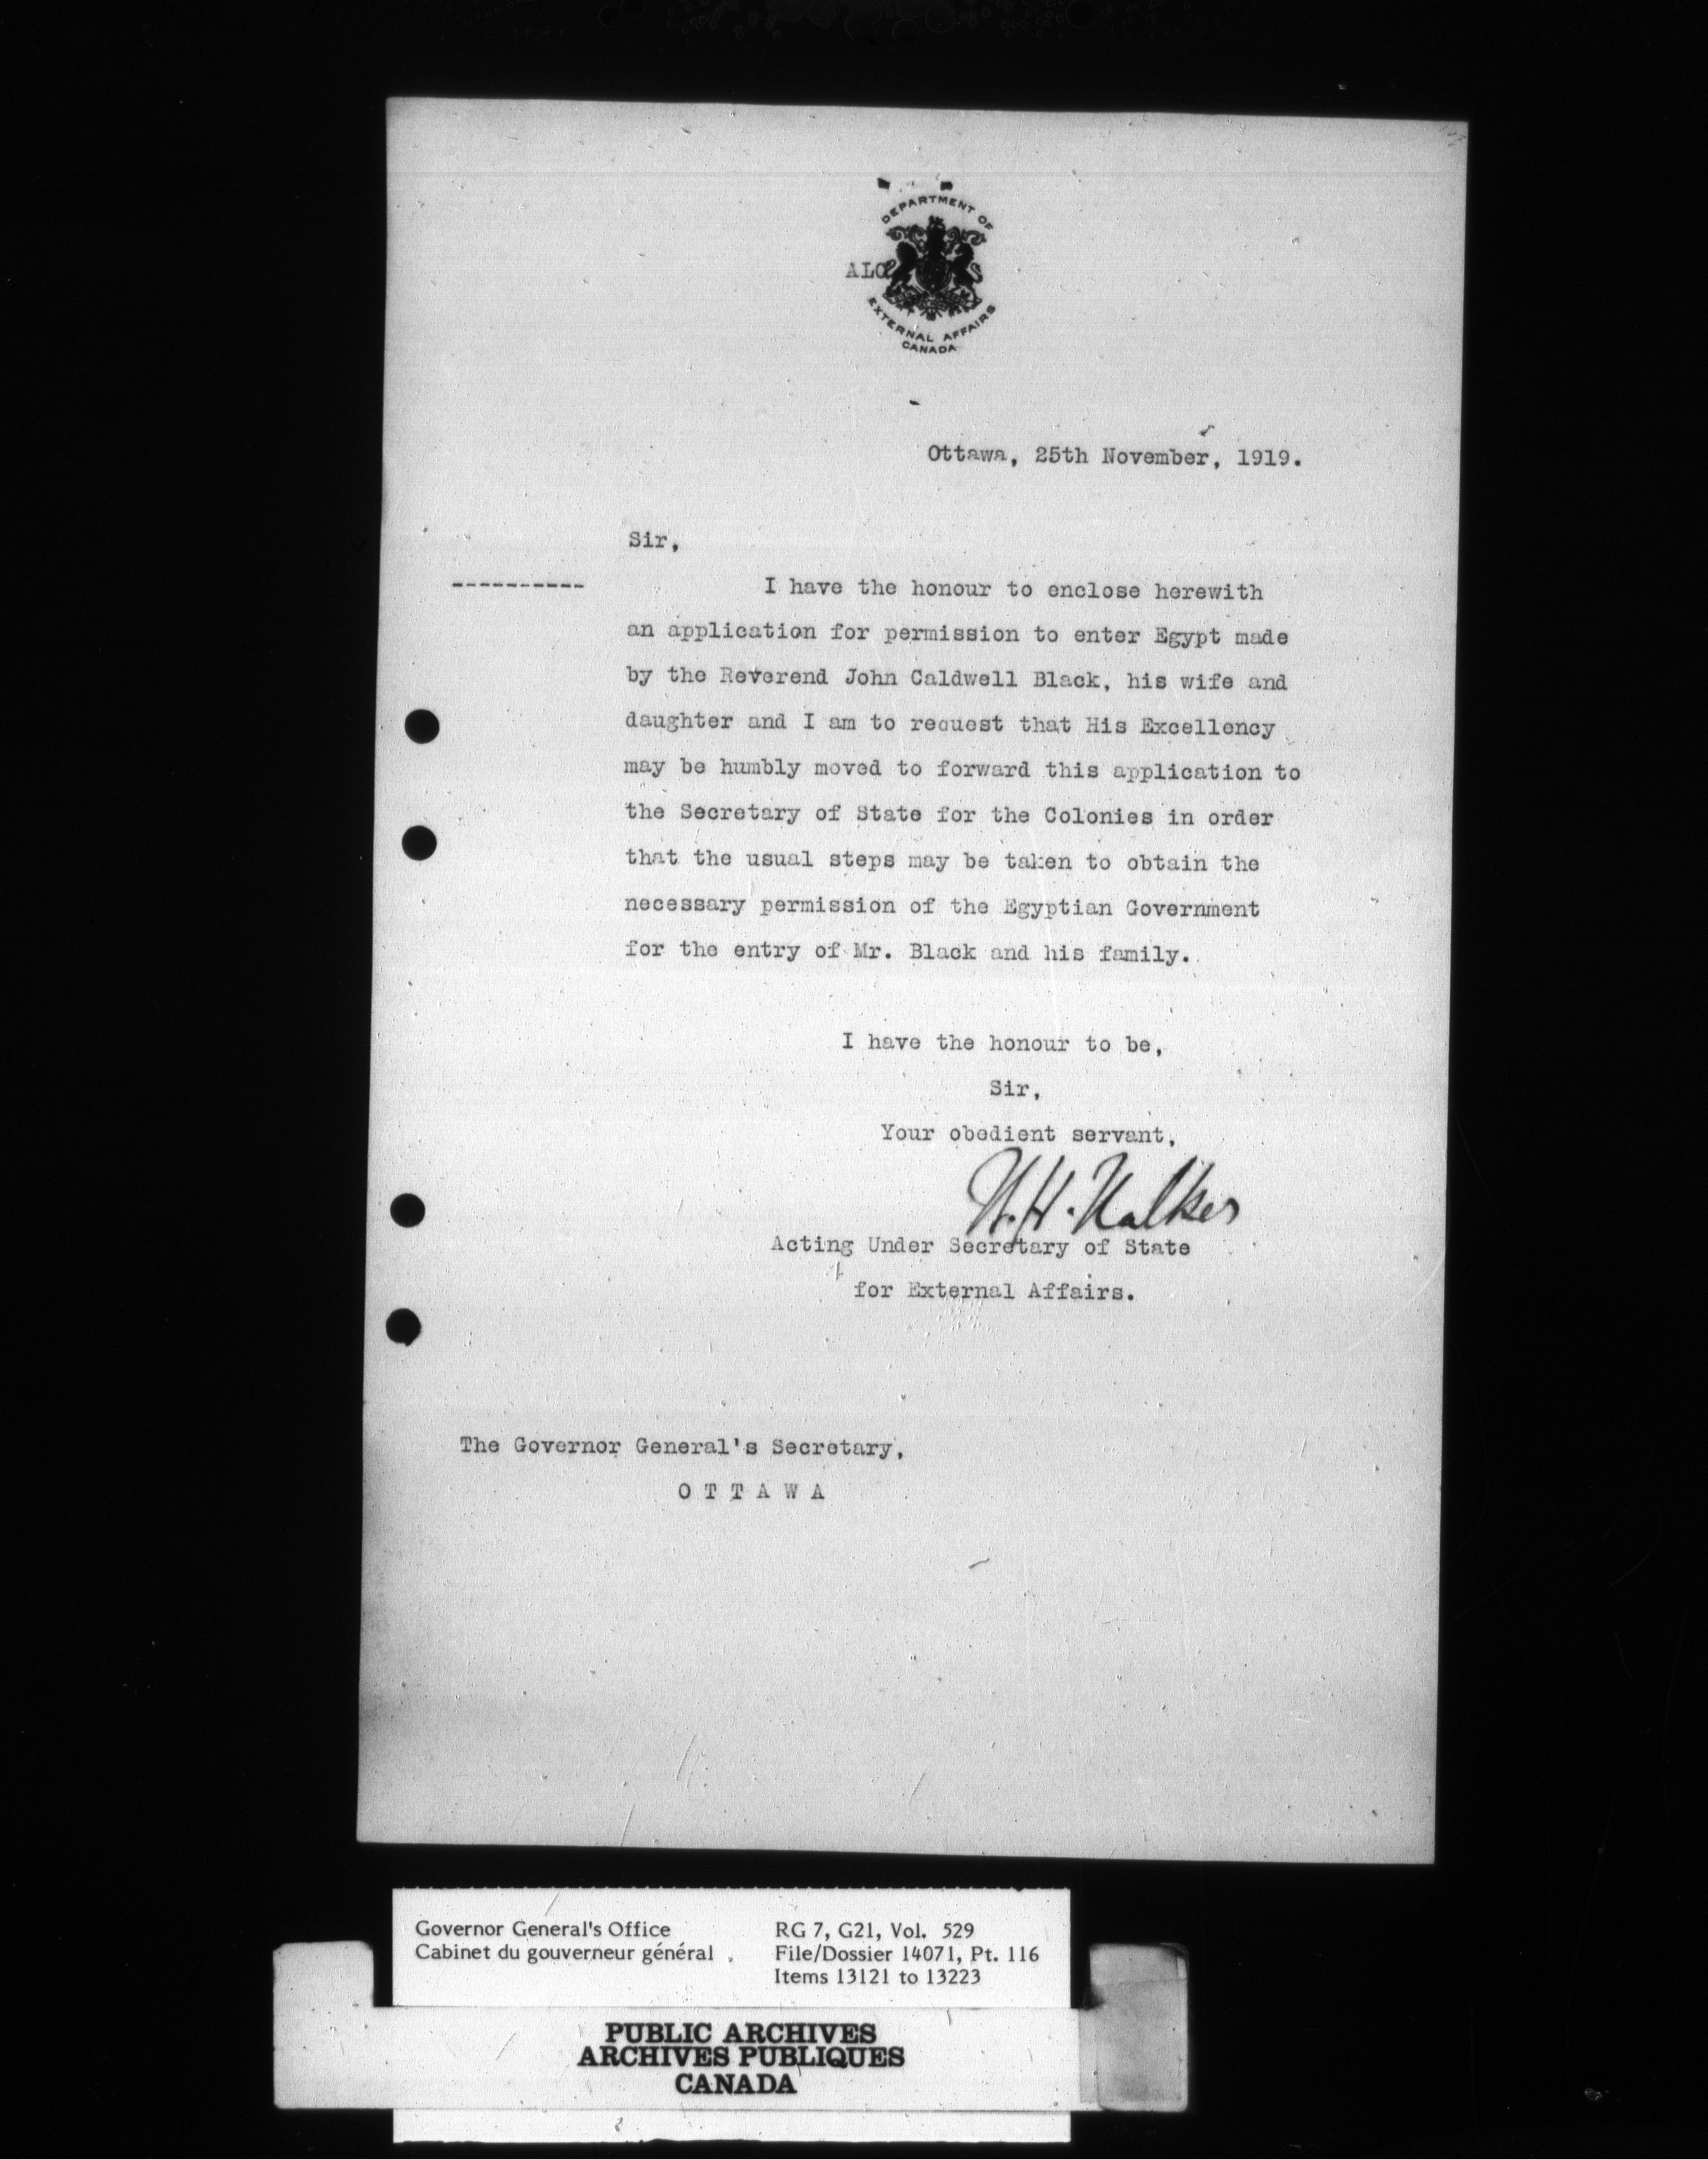 DEPARTMENT OF
ALC
EXTERNAL AFFAIRS
CANADA
Ottawa, 25th November, 1919.
Sir,
----------
I have the honour to enclose herewith
an application for permission to enter Egypt made
by the Reverend John Caldwell Black, his wife and
daughter and I am to request that His Excellency
may be humbly moved to forward this application to
the Secretary of State for the Colonies in order
that the usual steps may be taken to obtain the
necessary permission of the Egyptian Government
for the entry of Mr. Black and his family.
I have the honour to be,
Sir,
Your obedient servant,
W.H. Walker
Acting Under Secretary of State
for External Affairs.
The Governor General's Secretary,
O T T A W A
Governor General's Office
Cabinet du gouverneur général
RG 7, G21, Vol. 529
File/Dossier 14071, Pt. 116
Items 13121 to 13223
PUBLIC ARCHIVES
ARCHIVES PUBLIQUES
CANADA